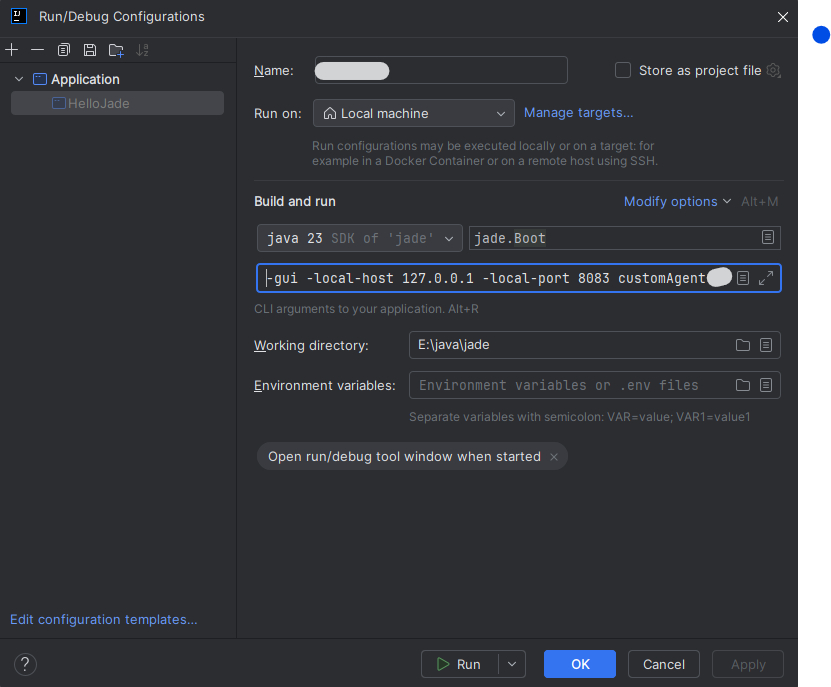 Run/Debug Configurations
Application
HelloJade
Name:
Store as project file
Run on: Local machine Manage targets...
Run configurations may be executed locally or on a target: for
example in a Docker Container or on a remote host using SSH.
Build and run Modify options Alt+M
java 23 SDK of 'jade' jade.Boot
-gui -local-host 127.0.0.1 -local-port 8083 customAgent
CLI arguments to your application. Alt+R
Working directory: E:\java\jade
Environment variables: Environment variables or .env files
Separate variables with semicolon: VAR=value; VAR1=value1
Open run/debug tool window when started
Edit configuration templates...
? Run OK Cancel Apply